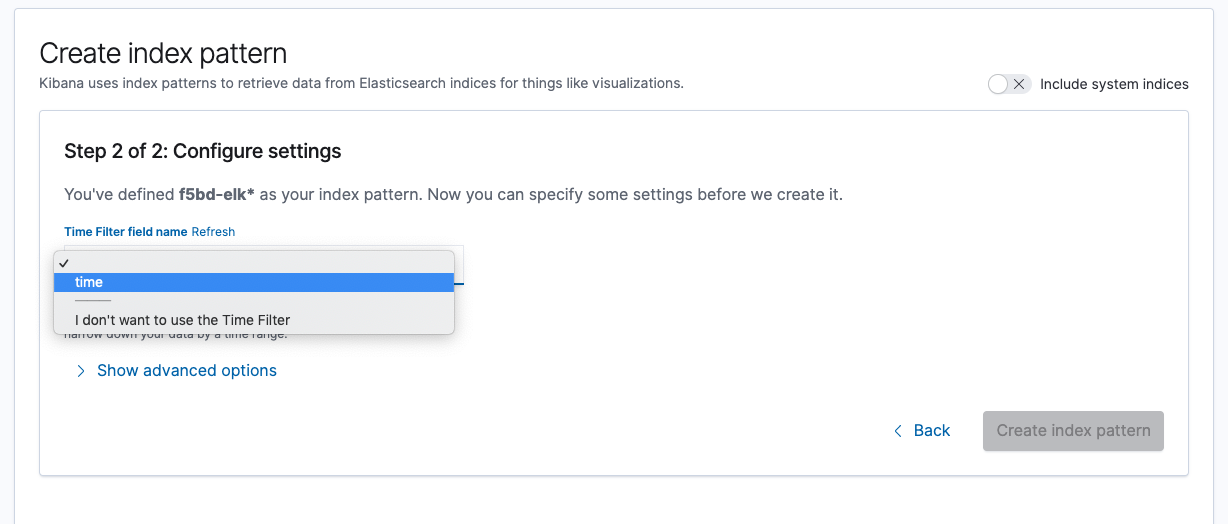 Create index pattern
Kibana uses index patterns to retrieve data from Elasticsearch indices for things like visualizations.
Include system indices
Step 2 of 2: Configure settings
You've defined f5bd-elk* as your index pattern. Now you can specify some settings before we create it.
Time Filter field name Refresh
time
I don't want to use the Time Filter
narrow down your data by a time range.
Show advanced options
Back
Create index pattern